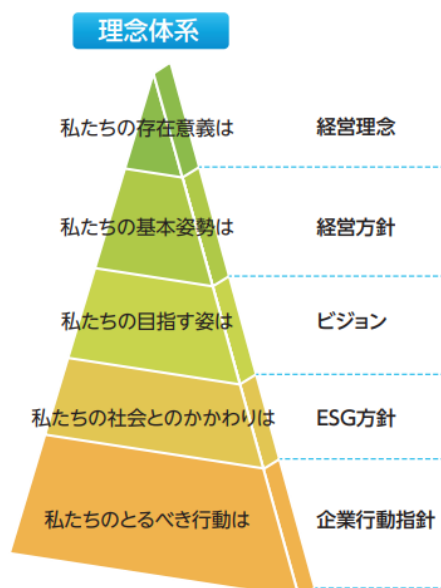 理念体系
私たちの存在意義は 経営理念
私たちの基本姿勢は 経営方針
私たちの目指す姿は ビジョン
私たちの社会とのかかわりは ESG方針
私たちのとるべき行動は 企業行動指針